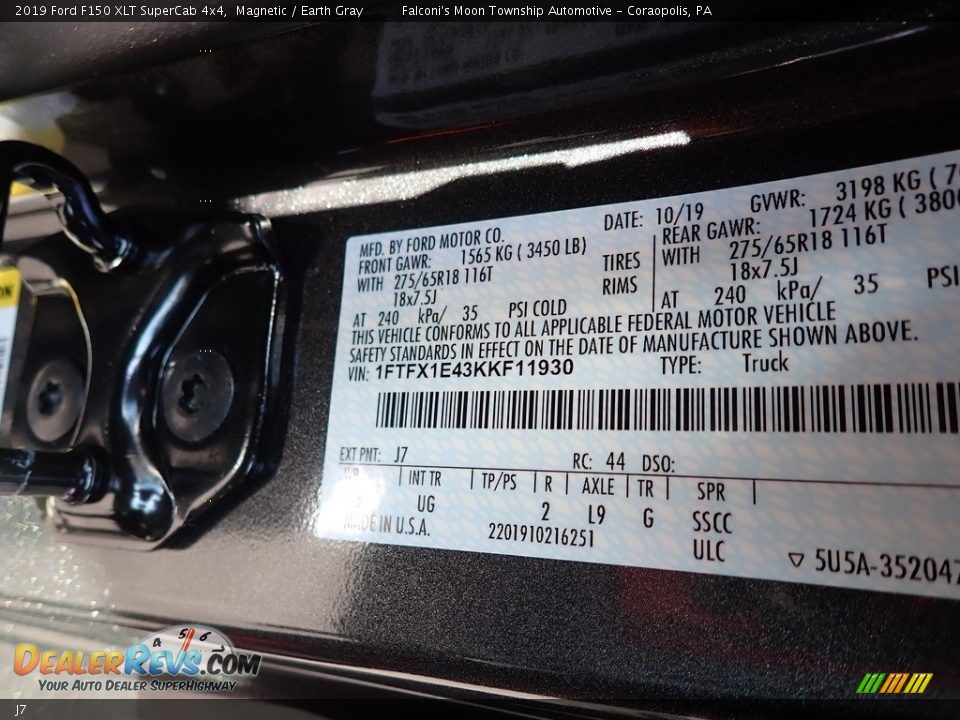 2019 Ford F150 XLT SuperCab 4x4, Magnetic / Earth Gray Falconi's Moon Township Automotive - Coraopolis, PA
MFD. BY FORD MOTOR CO.
DATE: 10/19 GVWR: 3198 KG (
FRONT GAWR: 1565 KG ( 3450 LB)
REAR GAWR: 1724 KG ( 380
WITH 275/65R18 116T TIRES
WITH 275/65R18 116T
18x7.5J RIMS
18x7.5J
AT 240 kPa/ 35 PSI COLD
AT 240 kPa/ 35 PSI
THIS VEHICLE CONFORMS TO ALL APPLICABLE FEDERAL MOTOR VEHICLE
SAFETY STANDARDS IN EFFECT ON THE DATE OF MANUFACTURE SHOWN ABOVE.
VIN: 1FTFX1E43KKF11930 TYPE: Truck
EXT PNT: J7 RC: 44 DSO:
WB INT TR TP/PS R AXLE TR SPR
UG 2 L9 G SSCC
MADE IN U.S.A. 2201910216251 ULC
▽ 5U5A-352047
ON
4 5 6
DealerRevs.com
Your Auto Dealer SuperHighway
J7